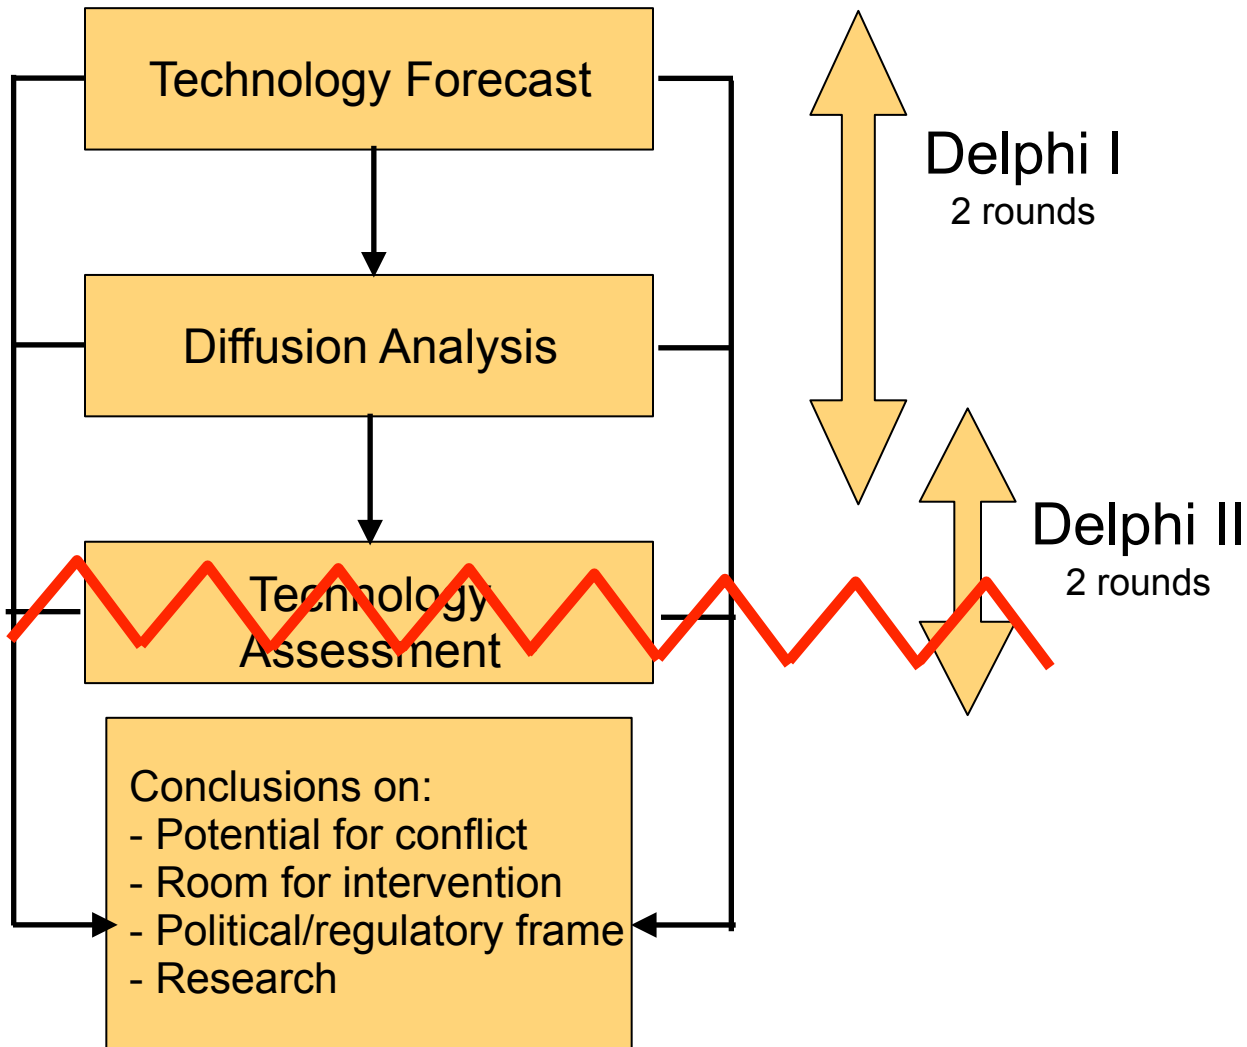 Technology Forecast
Delphi I
2 rounds
Diffusion Analysis
Delphi II
2 rounds
Technology
Assessment
Conclusions on:
- Potential for conflict
- Room for intervention
- Political/regulatory frame
- Research